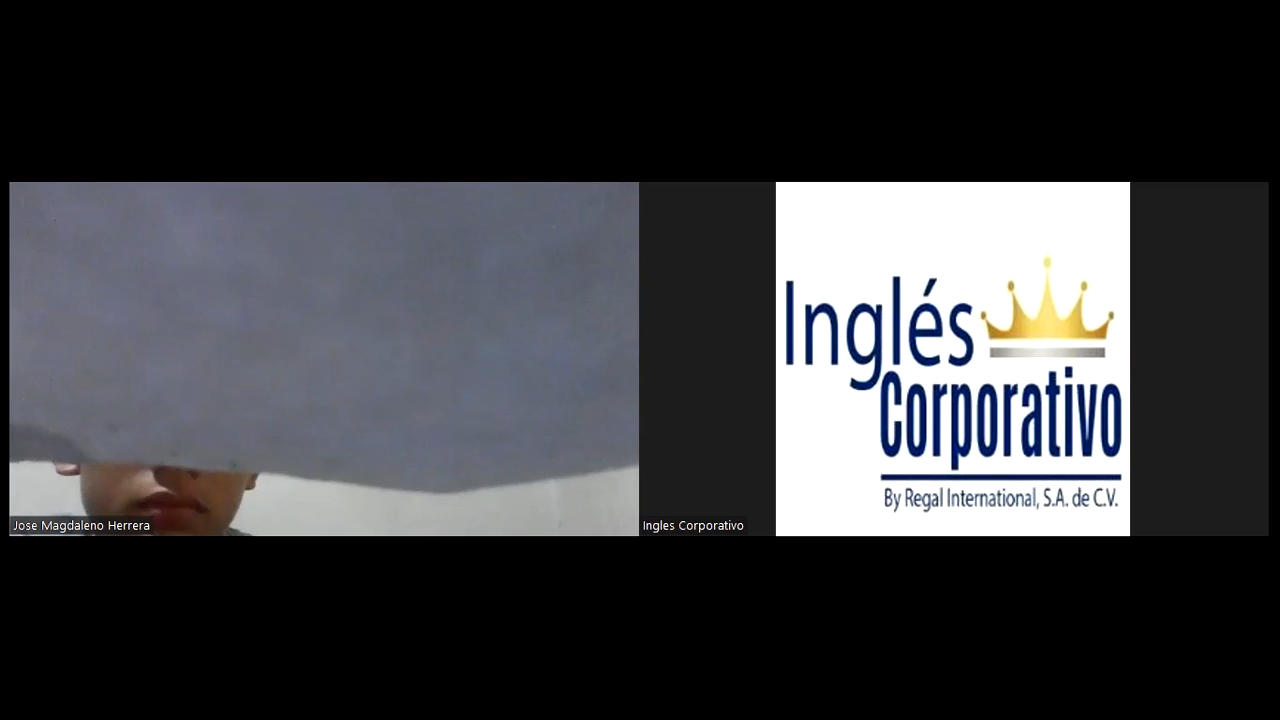 Inglés
Corporativo
By Regal International, S.A. de C.V.
Jose Magdaleno Herrera
Ingles Corporativo